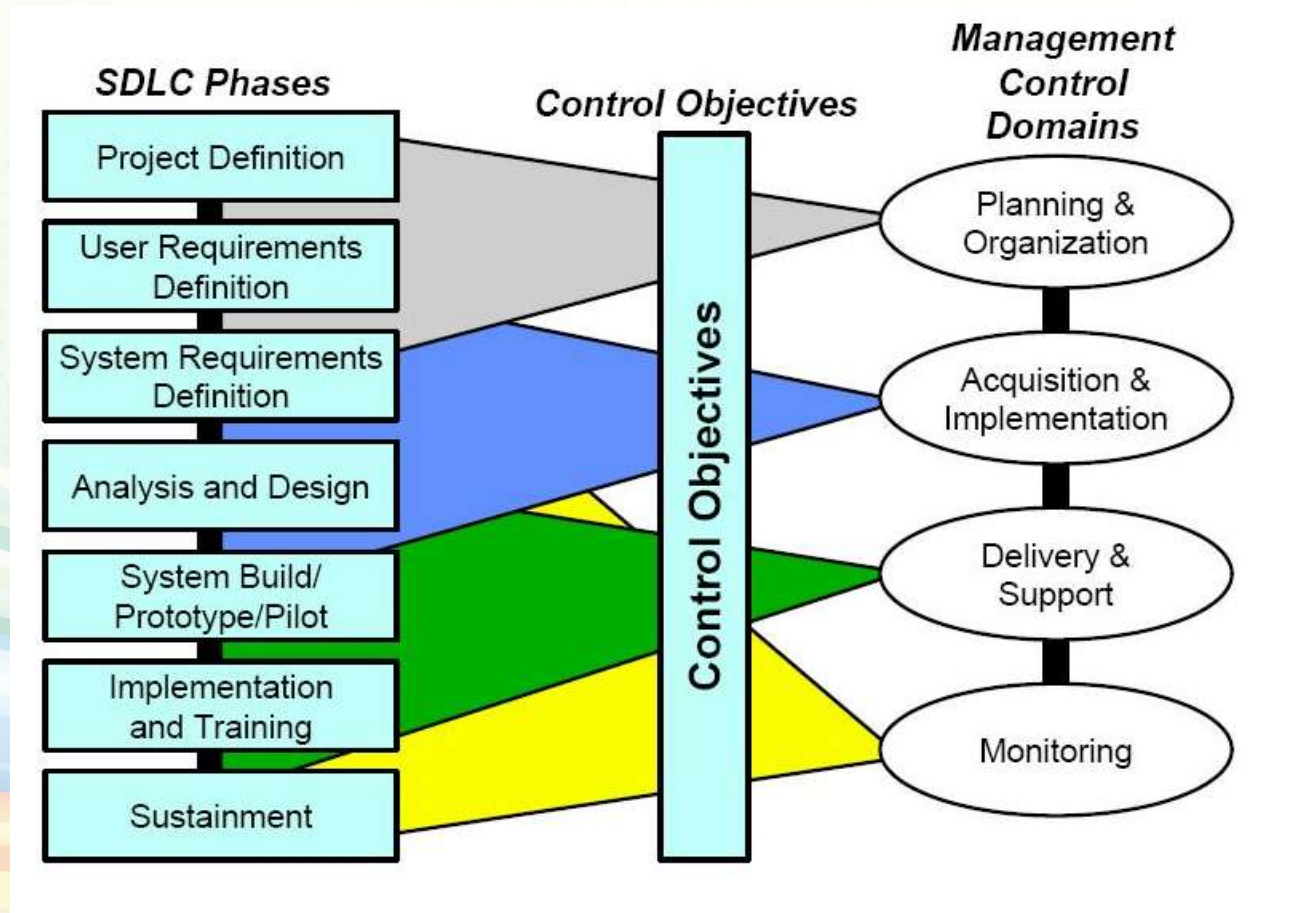 SDLC Phases
Project Definition
User Requirements
Definition
System Requirements
Definition
Analysis and Design
System Build/
Prototype/Pilot
Implementation
and Training
Sustainment
Control Objectives
Control Objectives
Management
Control
Domains
Planning &
Organization
Acquisition &
Implementation
Delivery &
Support
Monitoring